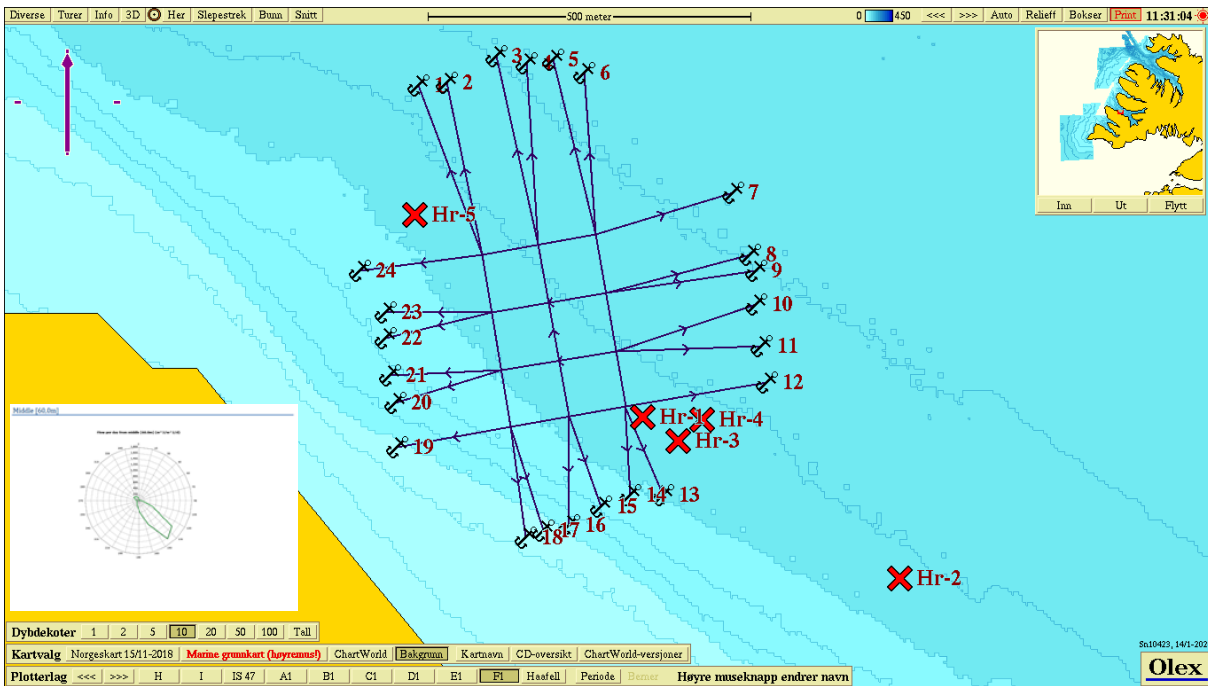 Diverse Turer Info 3D Her Slepestrek Bunn Snitt 500 meter 0 450 <<< >>> Auto Relieff Bokser Print 11:31:04
Inn Ut Flytt
1
2
3
4
5
6
7
8
9
10
11
12
13
14
15
16
17
18
19
20
21
22
23
24
Hr-5
Hr-1
Hr-4
Hr-3
Hr-2
Middle [60.0m]
Dybdekoter 1 2 5 10 20 50 100 Tall
Kartvalg Norgeskart 15/11-2018 Marine grunnkart (høyremus!) ChartWorld Bakgrunn Kartnavn CD-oversikt ChartWorld-versjoner
Plotterlag <<< >>> H I IS 47 A1 B1 C1 D1 E1 F1 Haafell Periode Berner Høyre museknapp endrer navn
Sn10423, 14/1-202
Olex